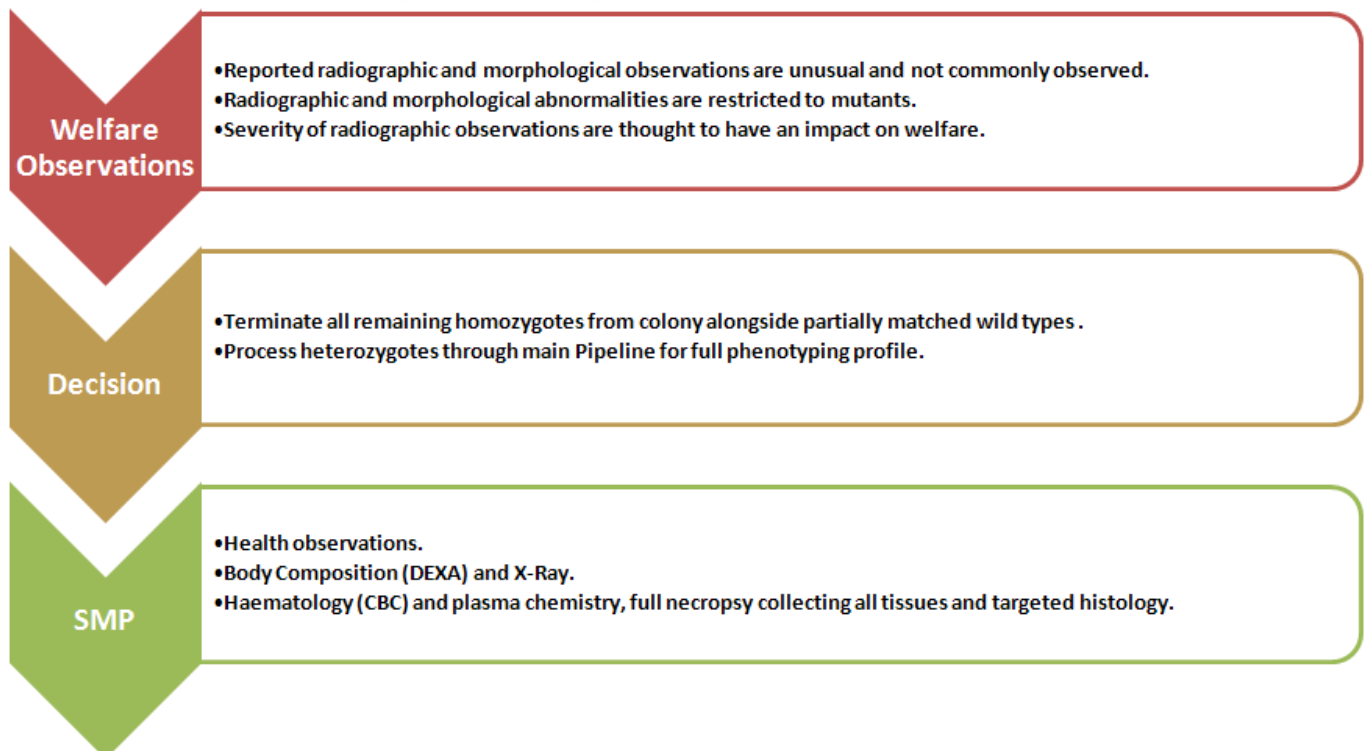 Welfare
Observations
•Reported radiographic and morphological observations are unusual and not commonly observed.
•Radiographic and morphological abnormalities are restricted to mutants.
•Severity of radiographic observations are thought to have an impact on welfare.
Decision
•Terminate all remaining homozygotes from colony alongside partially matched wild types .
•Process heterozygotes through main Pipeline for full phenotyping profile.
SMP
•Health observations.
•Body Composition (DEXA) and X-Ray.
•Haematology (CBC) and plasma chemistry, full necropsy collecting all tissues and targeted histology.